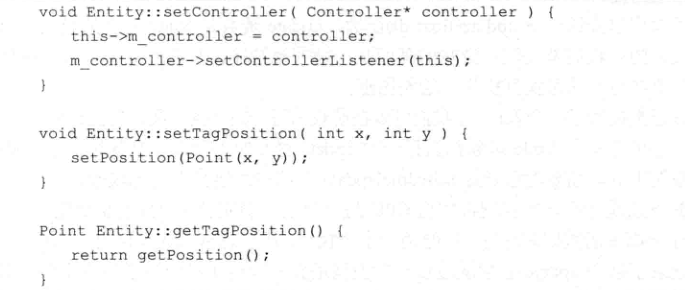 void Entity::setController( Controller* controller ) {
    this->m_controller = controller;
    m_controller->setControllerListener(this);
}

void Entity::setTagPosition( int x, int y ) {
    setPosition(Point(x, y));
}

Point Entity::getTagPosition() {
    return getPosition();
}